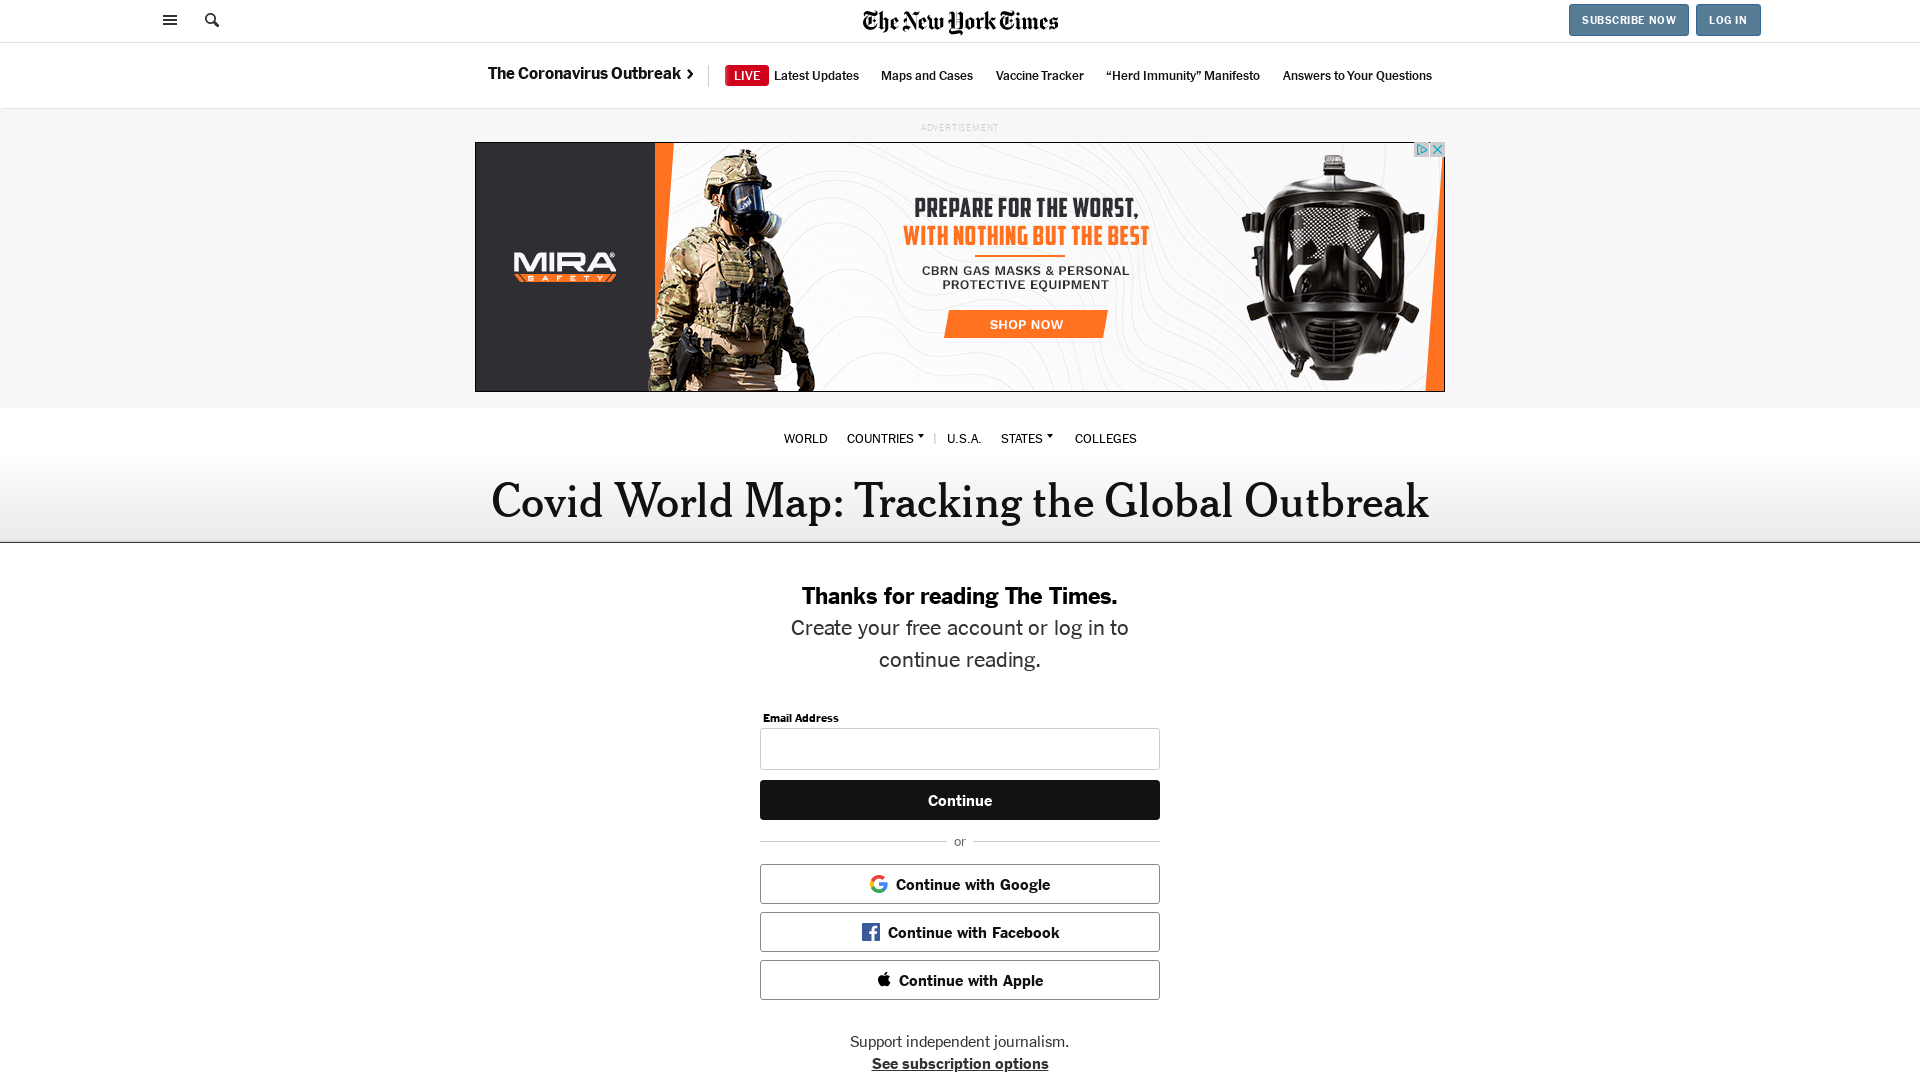 The New York Times
SUBSCRIBE NOW
LOG IN
The Coronavirus Outbreak
LIVE Latest Updates
Maps and Cases
Vaccine Tracker
“Herd Immunity” Manifesto
Answers to Your Questions
ADVERTISEMENT
MIRA®
SAFETY
PREPARE FOR THE WORST,
WITH NOTHING BUT THE BEST
CBRN GAS MASKS & PERSONAL
PROTECTIVE EQUIPMENT
SHOP NOW
WORLD
COUNTRIES
U.S.A.
STATES
COLLEGES
Covid World Map: Tracking the Global Outbreak
Thanks for reading The Times.
Create your free account or log in to
continue reading.
Email Address
Continue
or
Continue with Google
Continue with Facebook
Continue with Apple
Support independent journalism.
See subscription options